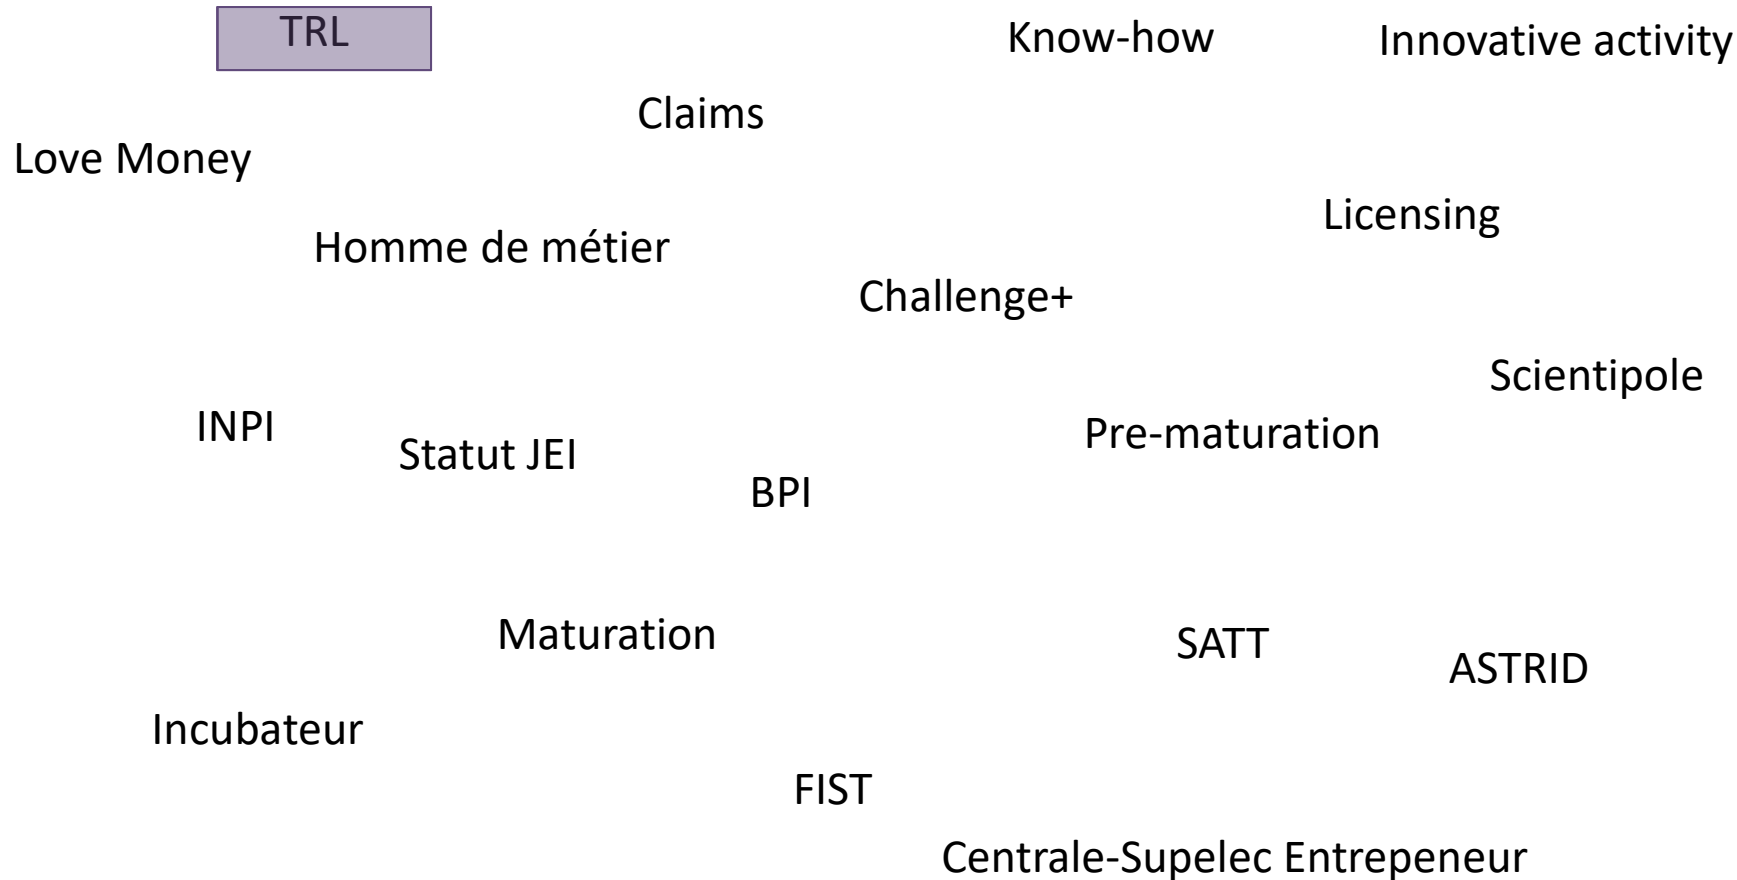 TRL
Know-how
Innovative activity
Claims
Love Money
Licensing
Homme de métier
Challenge+
Scientipole
INPI
Pre-maturation
Statut JEI
BPI
Maturation
SATT
ASTRID
Incubateur
FIST
Centrale-Supelec Entrepeneur